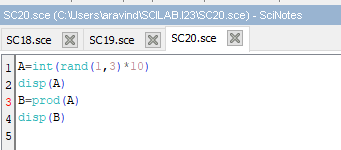 SC20.sce (C:\Users\aravind\SCILAB.I23\SC20.sce) - SciNotes
SC18.sce SC19.sce SC20.sce
1 A=int(rand(1,3)*10)
2 disp(A)
3 B=prod(A)
4 disp(B)
5